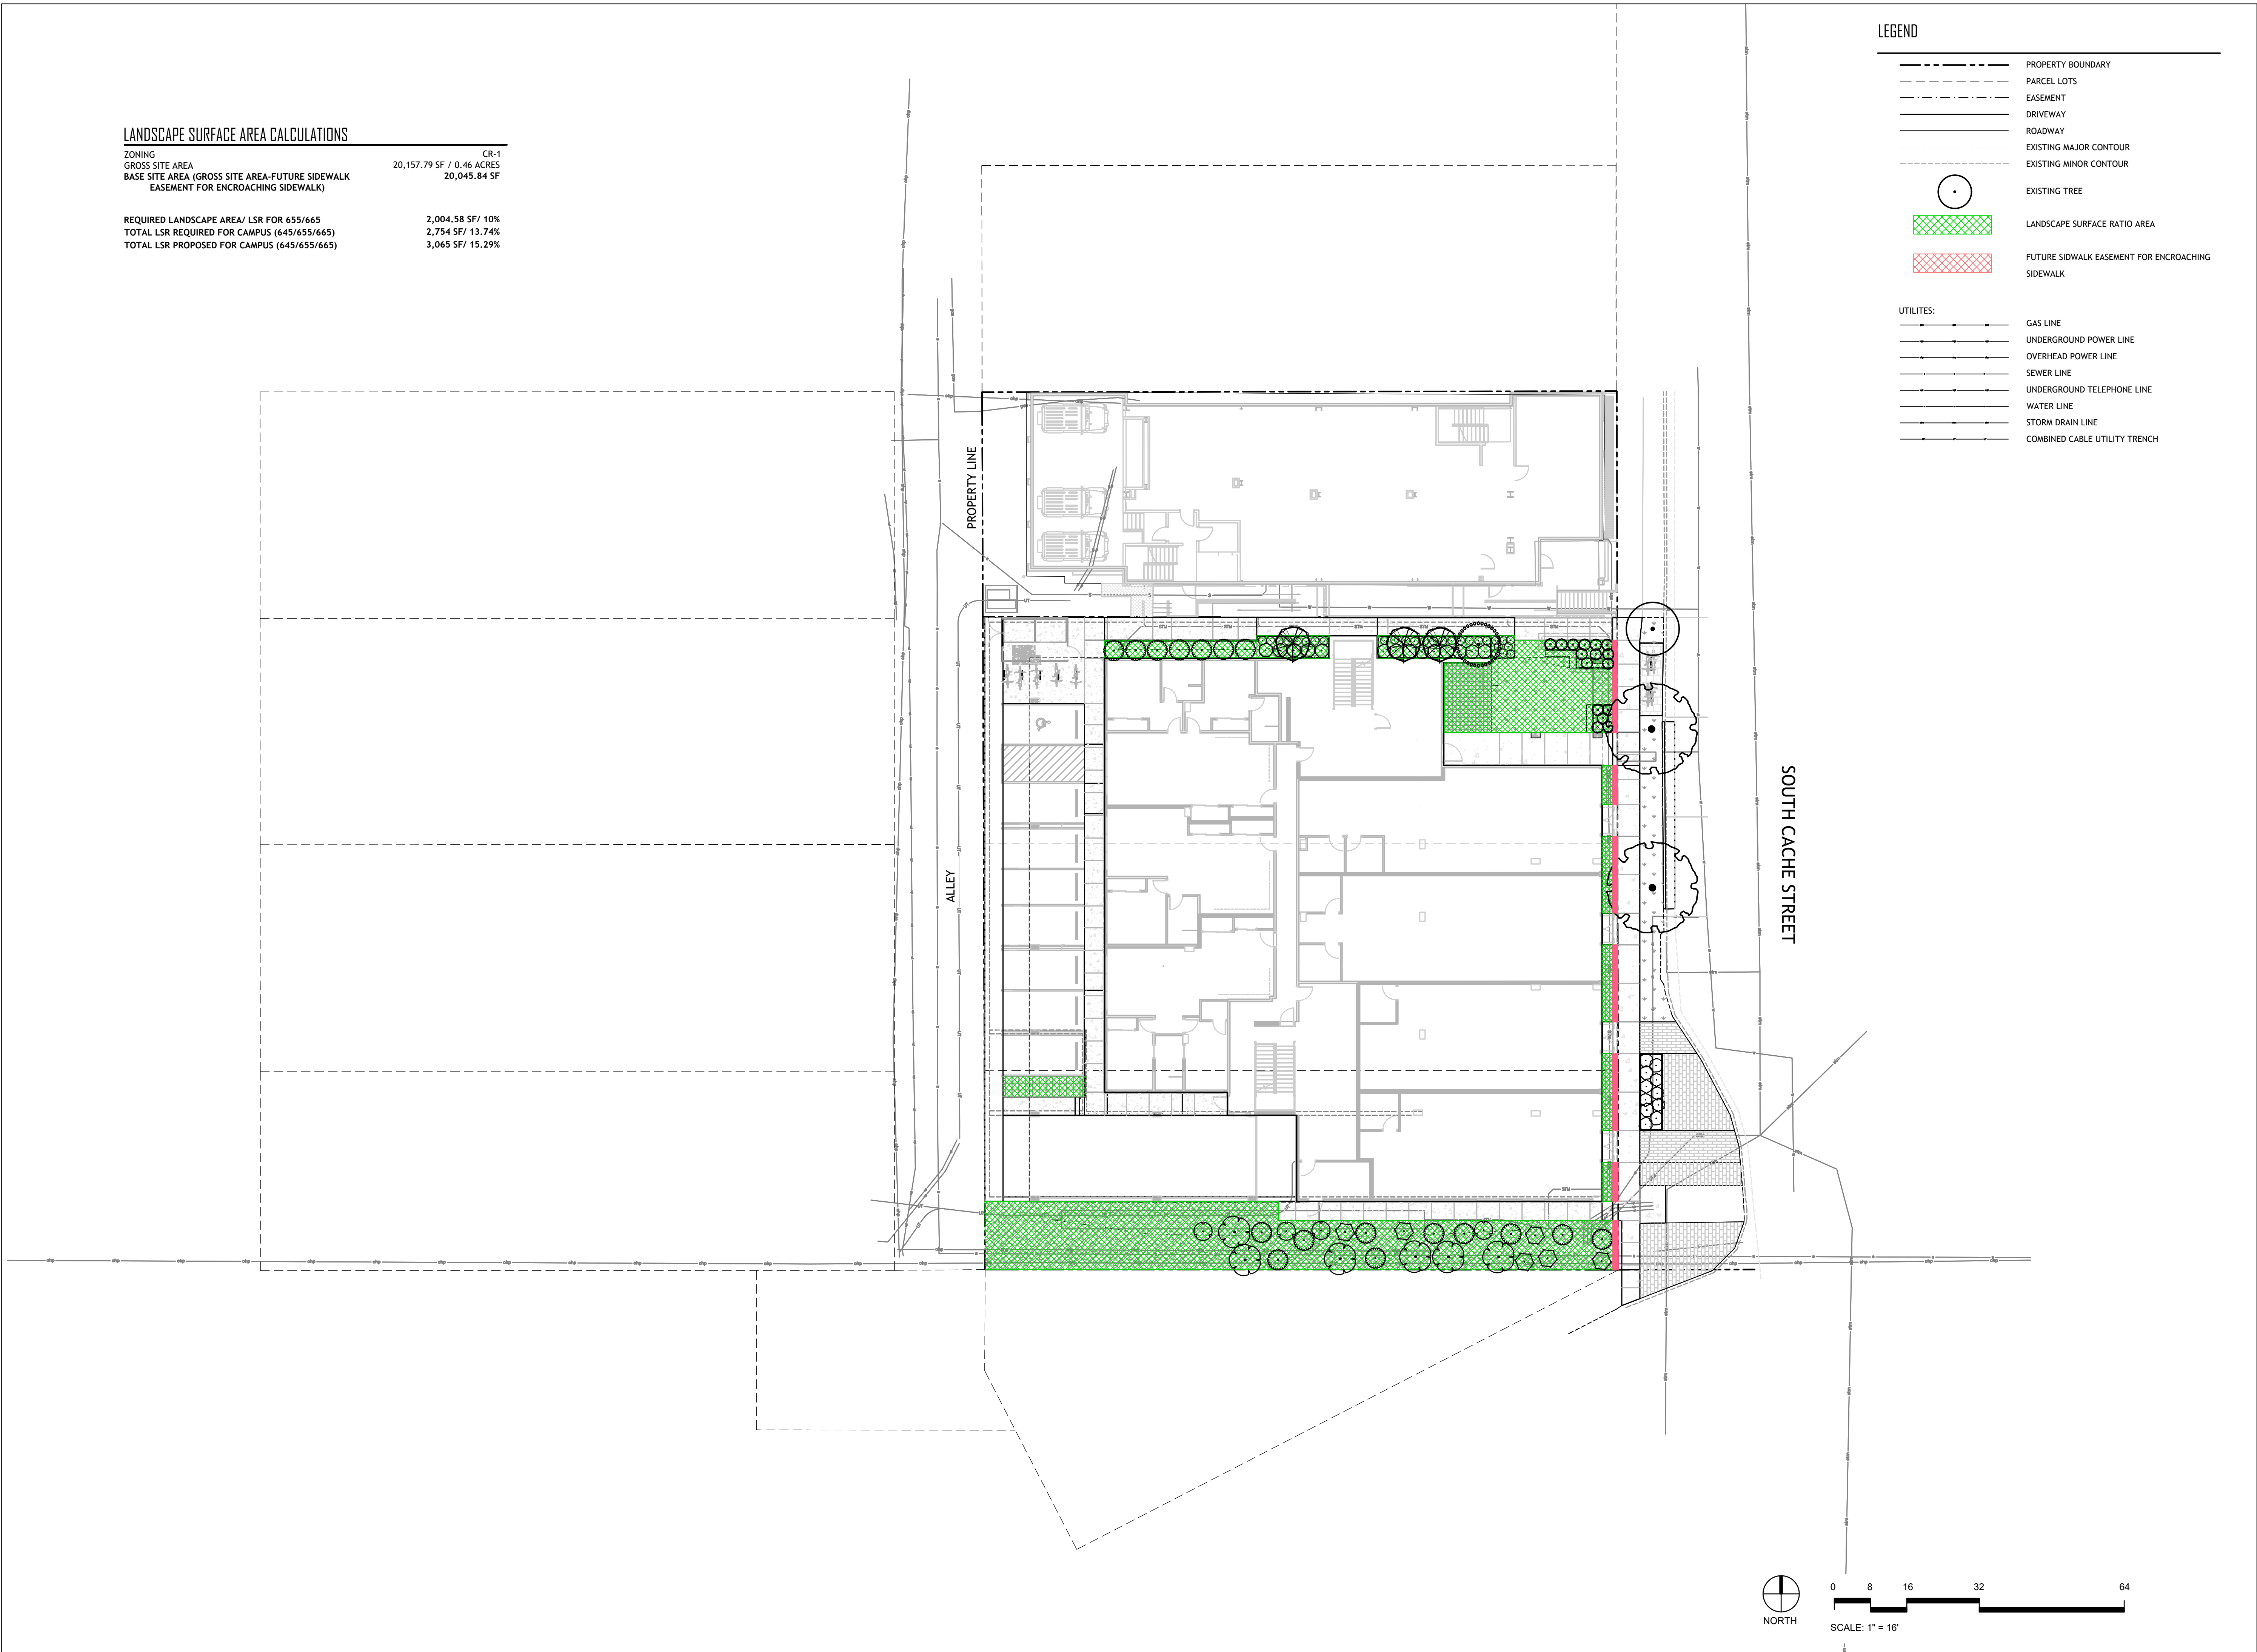 LANDSCAPE SURFACE AREA CALCULATIONS
ZONING CR-1
GROSS SITE AREA 20,157.79 SF / 0.46 ACRES
BASE SITE AREA (GROSS SITE AREA-FUTURE SIDEWALK 20,045.84 SF
EASEMENT FOR ENCROACHING SIDEWALK)
REQUIRED LANDSCAPE AREA/ LSR FOR 655/665 2,004.58 SF/ 10%
TOTAL LSR REQUIRED FOR CAMPUS (645/655/665) 2,754 SF/ 13.74%
TOTAL LSR PROPOSED FOR CAMPUS (645/655/665) 3,065 SF/ 15.29%
LEGEND
PROPERTY BOUNDARY
PARCEL LOTS
EASEMENT
DRIVEWAY
ROADWAY
EXISTING MAJOR CONTOUR
EXISTING MINOR CONTOUR
EXISTING TREE
LANDSCAPE SURFACE RATIO AREA
FUTURE SIDWALK EASEMENT FOR ENCROACHING
SIDEWALK
UTILITES:
GAS LINE
UNDERGROUND POWER LINE
OVERHEAD POWER LINE
SEWER LINE
UNDERGROUND TELEPHONE LINE
WATER LINE
STORM DRAIN LINE
COMBINED CABLE UTILITY TRENCH
PROPERTY LINE
ALLEY
SOUTH CACHE STREET
NORTH
0 8 16 32 64
SCALE: 1" = 16'